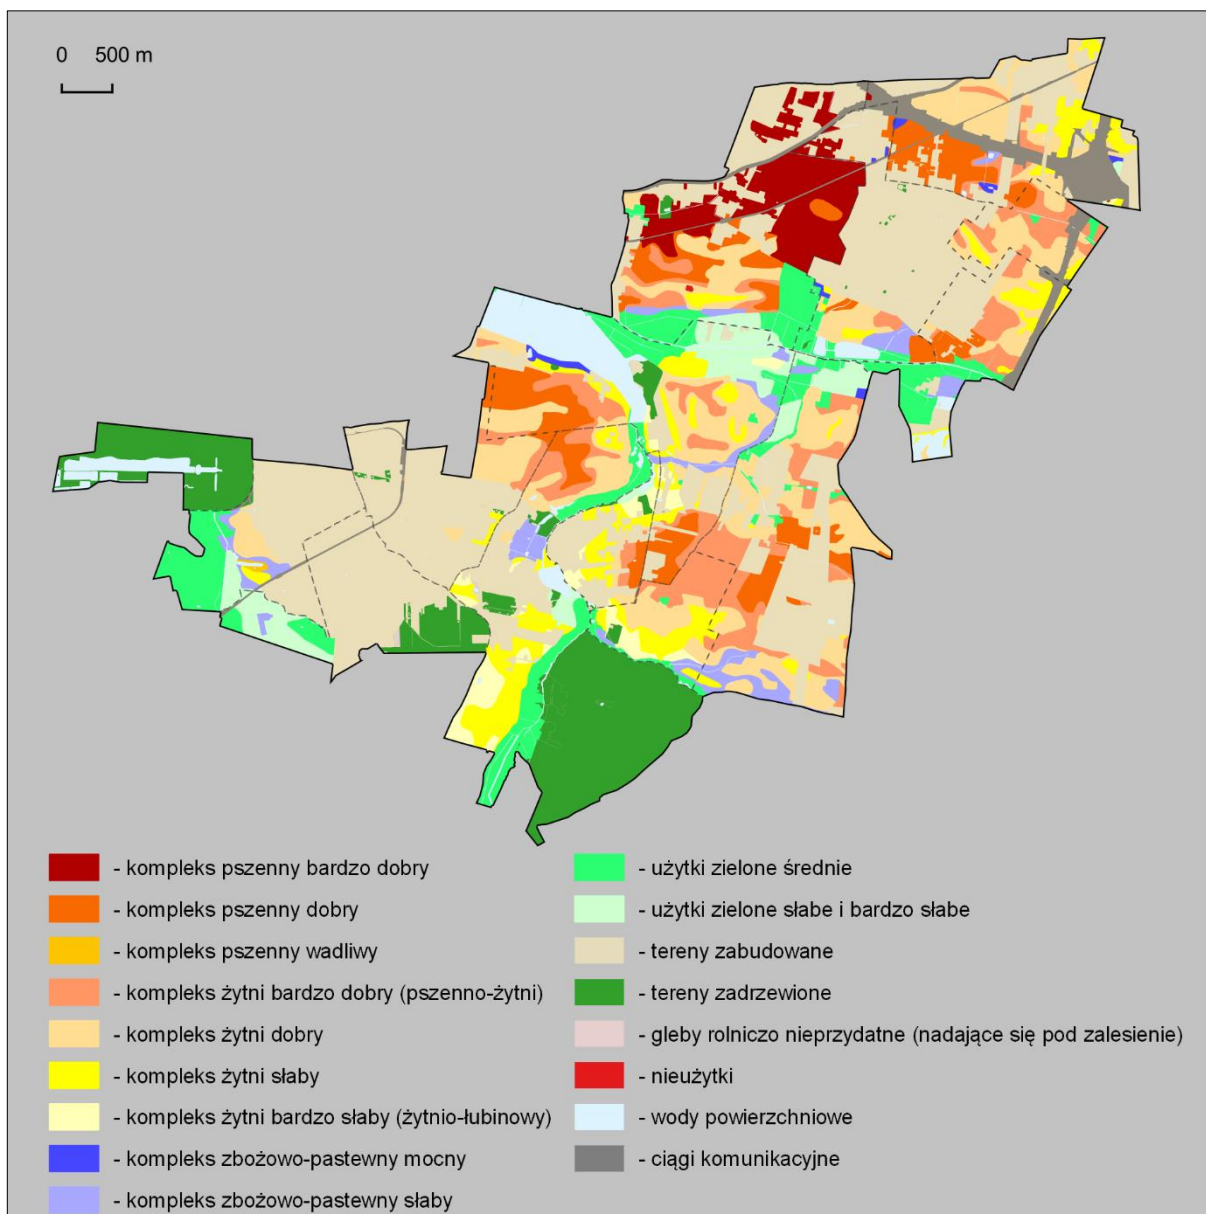 0 500 m
- kompleks pszenny bardzo dobry
- kompleks pszenny dobry
- kompleks pszenny wadliwy
- kompleks żytni bardzo dobry (pszenno-żytni)
- kompleks żytni dobry
- kompleks żytni słaby
- kompleks żytni bardzo słaby (żytnio-łubinowy)
- kompleks zbożowo-pastewny mocny
- kompleks zbożowo-pastewny słaby
- użytki zielone średnie
- użytki zielone słabe i bardzo słabe
- tereny zabudowane
- tereny zadrzewione
- gleby rolniczo nieprzydatne (nadające się pod zalesienie)
- nieużytki
- wody powierzchniowe
- ciągi komunikacyjne